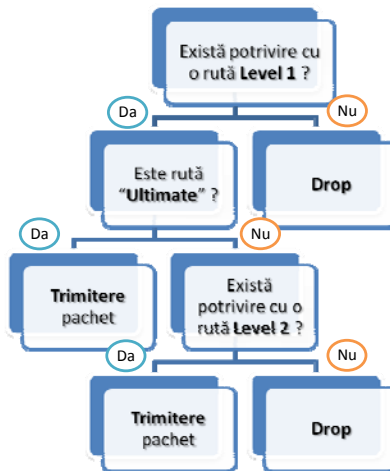 Există potrivire cu
o rută Level 1 ?
Da
Nu
Este rută
“Ultimate” ?
Drop
Da
Nu
Trimitere
pachet
Există
potrivire cu o
rută Level 2 ?
Da
Nu
Trimitere
pachet
Drop